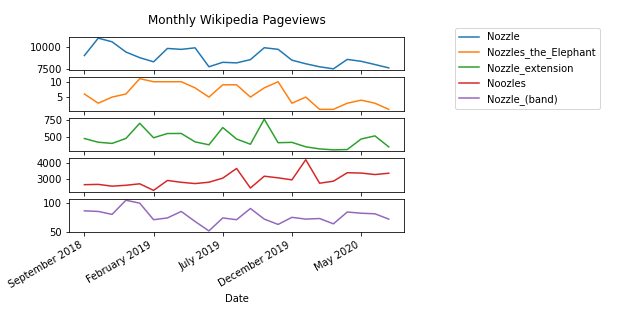 Monthly Wikipedia Pageviews
10000
7500
10
5
750
500
4000
3000
100
50
September 2018
February 2019
July 2019
December 2019
May 2020
Date
Nozzle
Nozzles_the_Elephant
Nozzle_extension
Noozles
Nozzle_(band)